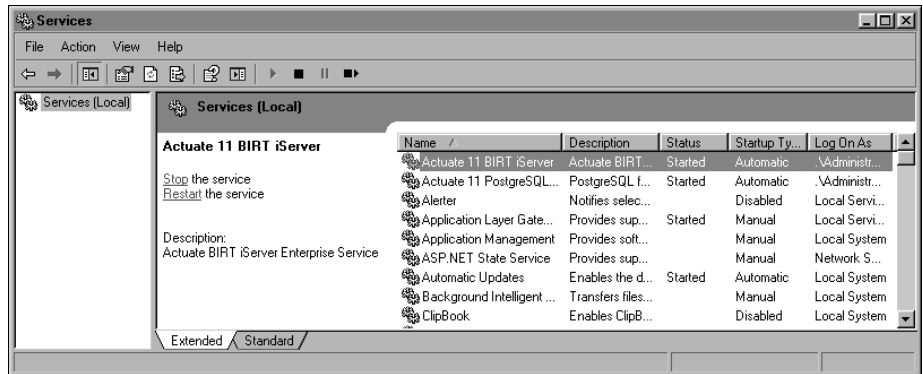 Services
File Action View Help
Services (Local)
Services (Local)
Actuate 11 BIRT iServer
Stop the service
Restart the service
Description:
Actuate BIRT iServer Enterprise Service
Name Description Status Startup Ty... Log On As
Actuate 11 BIRT iServer Actuate BIRT... Started Automatic .\Administr...
Actuate 11 PostgreSQL... PostgreSQL f... Started Automatic .\Administr...
Alerter Notifies selec... Disabled Local Servi...
Application Layer Gate... Provides sup... Started Manual Local Servi...
Application Management Provides soft... Manual Local System
ASP.NET State Service Provides sup... Manual Network S...
Automatic Updates Enables the d... Started Automatic Local System
Background Intelligent ... Transfers files... Manual Local System
ClipBook Enables ClipB... Disabled Local System
Extended Standard